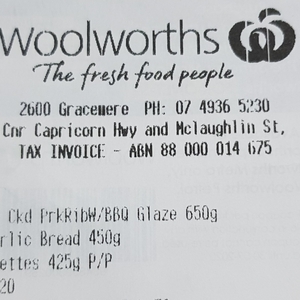 Woolworths
The fresh food people
2600 Gracemere PH: 07 4936 5230
Cnr Capricorn Hwy and Mclaughlin St,
TAX INVOICE - ABN 88 000 014 675
Ckd PrkRibW/BBQ Glaze 650g
rlic Bread 450g
ettes 425g P/P
20